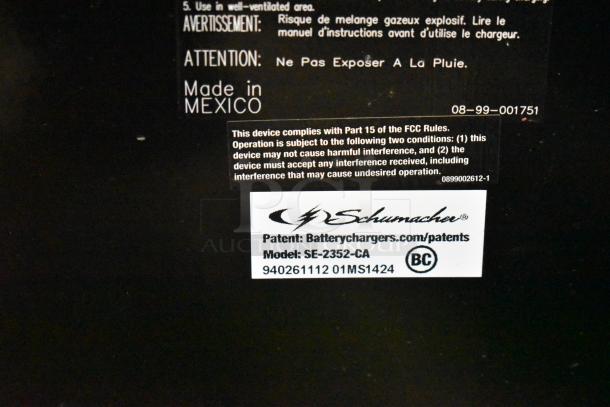 5. Use in well-ventilated area.
AVERTISSEMENT: Risque de melange gazeux explosif. Lire le
manuel d'instructions avant d'utilise le chargeur.
ATTENTION: Ne Pas Exposer A La Pluie.
Made in
MEXICO
08-99-001751
This device complies with Part 15 of the FCC Rules.
Operation is subject to the following two conditions: (1) this
device may not cause harmful interference, and (2) the
device must accept any interference received, including
interference that may cause undesired operation.
0899002612-1
Schumacher®
Patent: Batterychargers.com/patents
Model: SE-2352-CA
BC
940261112 01MS1424